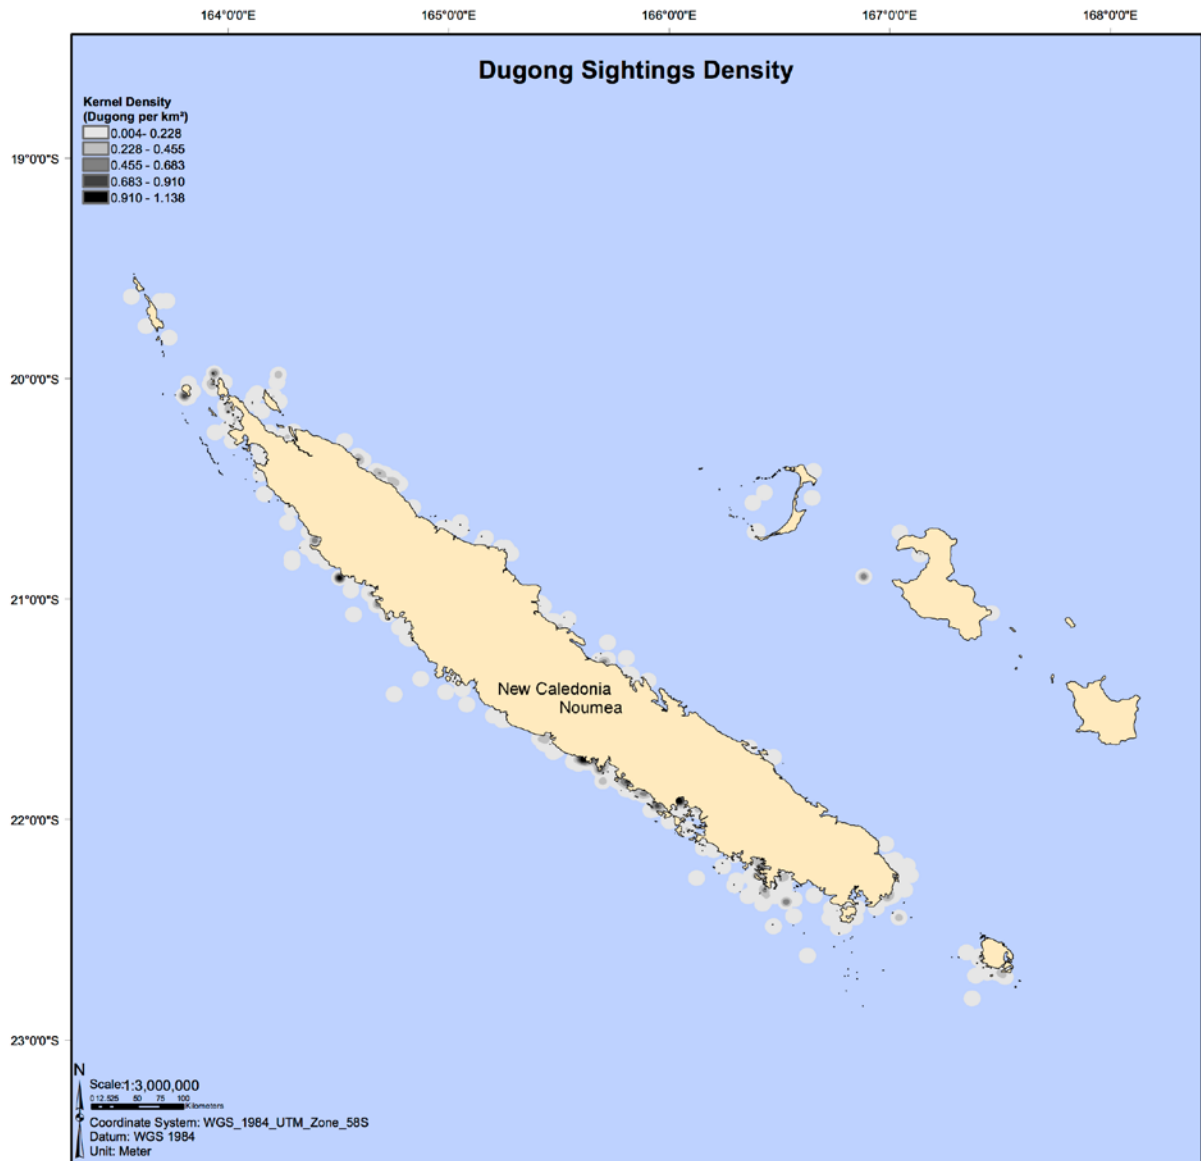 164°0'0"E 165°0'0"E 166°0'0"E 167°0'0"E 168°0'0"E
Dugong Sightings Density
Kernel Density
(Dugong per km²)
0.004- 0.228
0.228 - 0.455
0.455 - 0.683
0.683 - 0.910
0.910 - 1.138
19°0'0"S
20°0'0"S
21°0'0"S
New Caledonia
Noumea
22°0'0"S
23°0'0"S
N
Scale:1:3,000,000
0 12.525 50 75 100
Kilometers
Coordinate System: WGS_1984_UTM_Zone_58S
Datum: WGS 1984
Unit: Meter